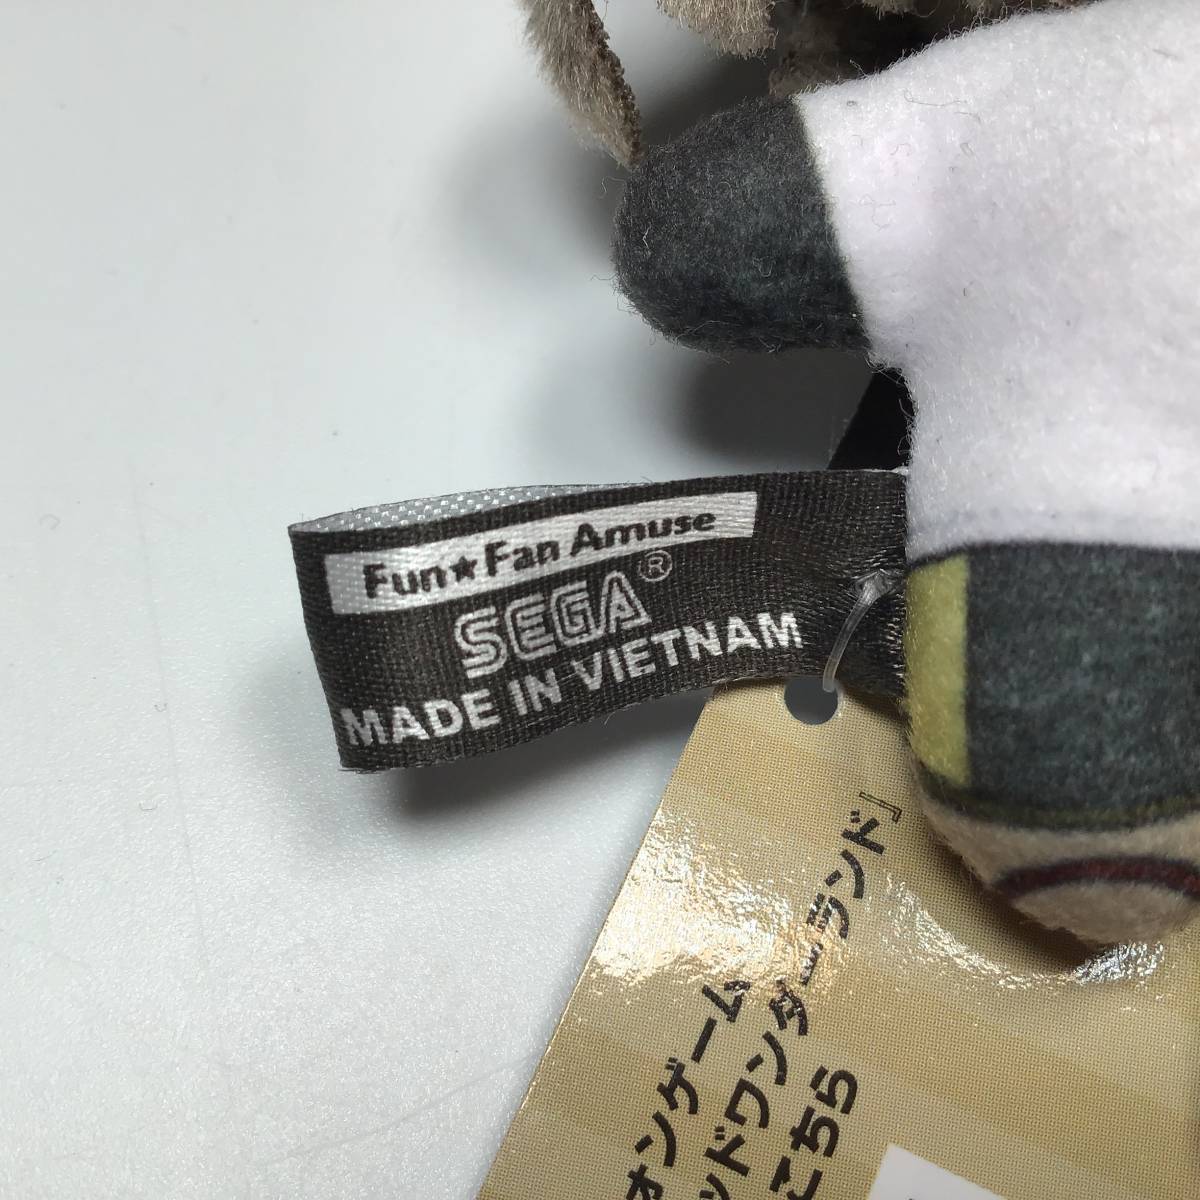 Fun★Fan Amuse
SEGA®
MADE IN VIETNAM
ォンゲーム
ッドワンダーランド』
こちら